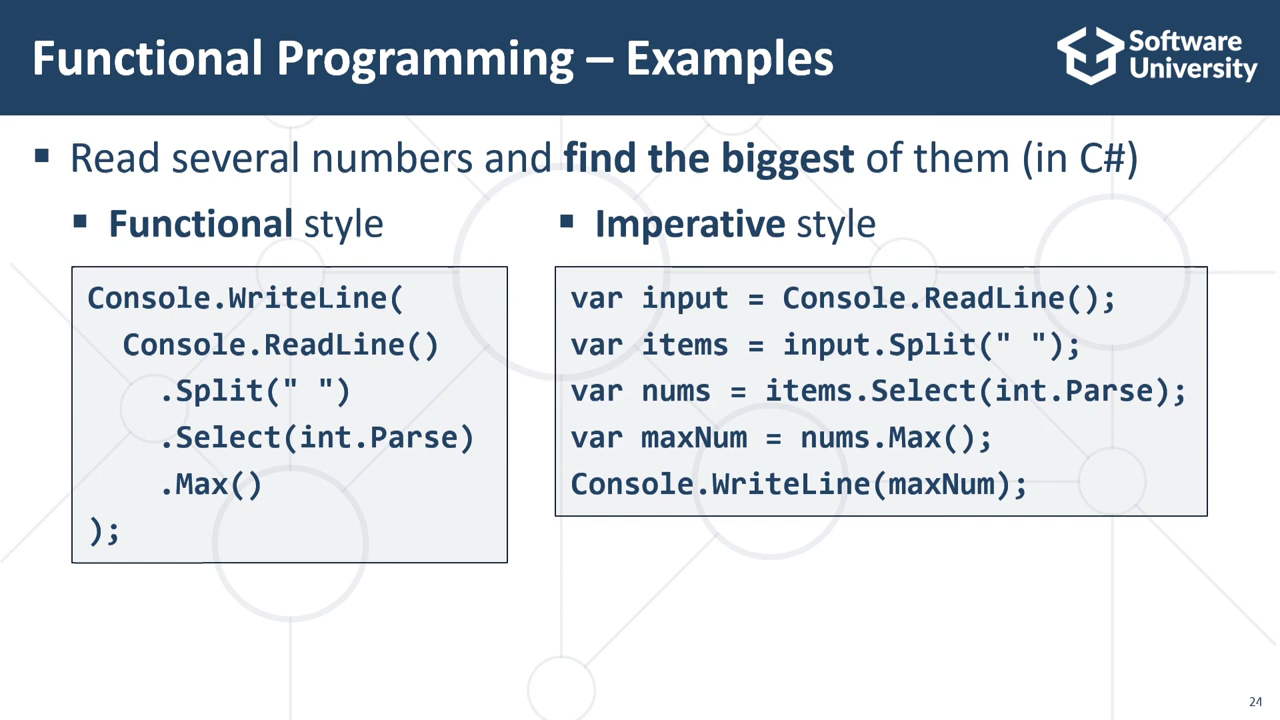 Functional Programming – Examples
Software
University
▪ Read several numbers and find the biggest of them (in C#)
▪ Functional style
Console.WriteLine(
Console.ReadLine()
.Split(" ")
.Select(int.Parse)
.Max()
);
▪ Imperative style
var input = Console.ReadLine();
var items = input.Split(" ");
var nums = items.Select(int.Parse);
var maxNum = nums.Max();
Console.WriteLine(maxNum);
24